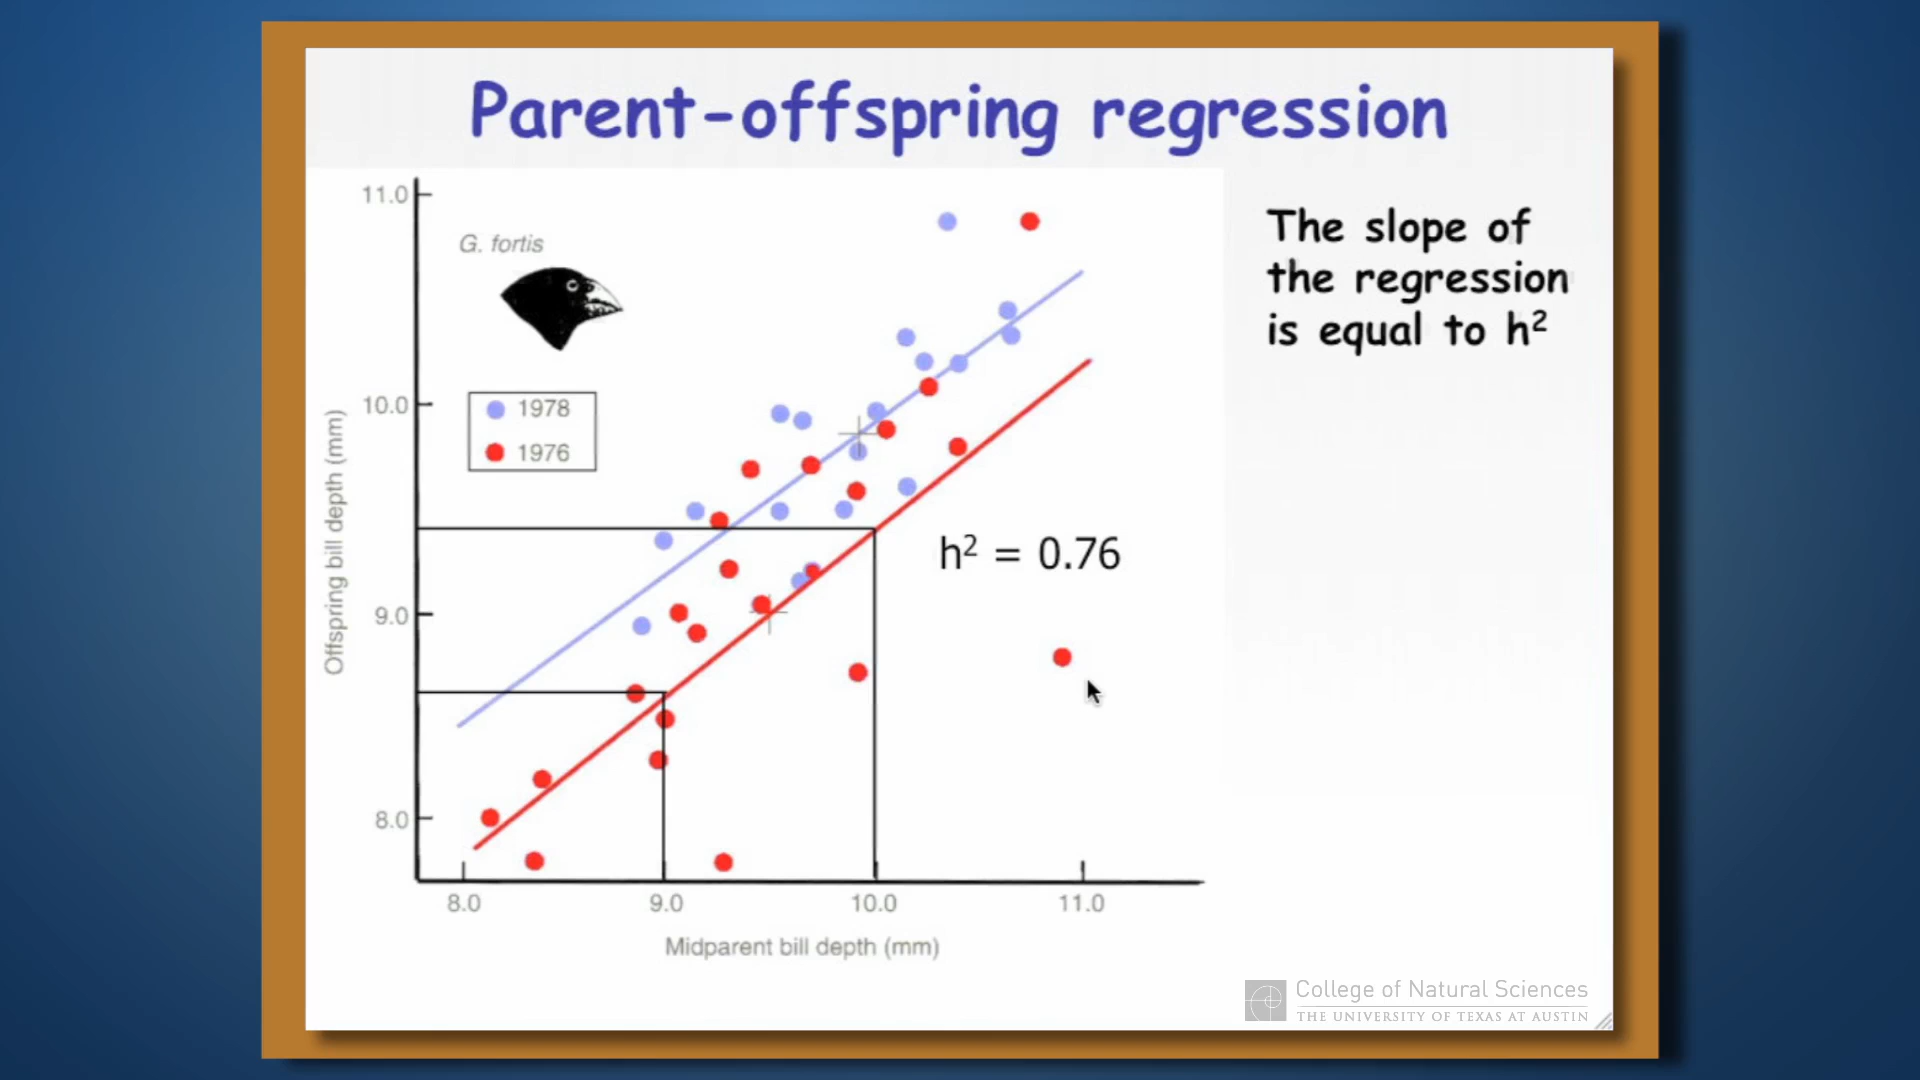 Parent-offspring regression
The slope of
the regression
is equal to h²
11.0
G. fortis
10.0
1978
1976
h² = 0.76
9.0
8.0
Offspring bill depth (mm)
8.0 9.0 10.0 11.0
Midparent bill depth (mm)
College of Natural Sciences
THE UNIVERSITY OF TEXAS AT AUSTIN